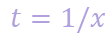 t = 1/x